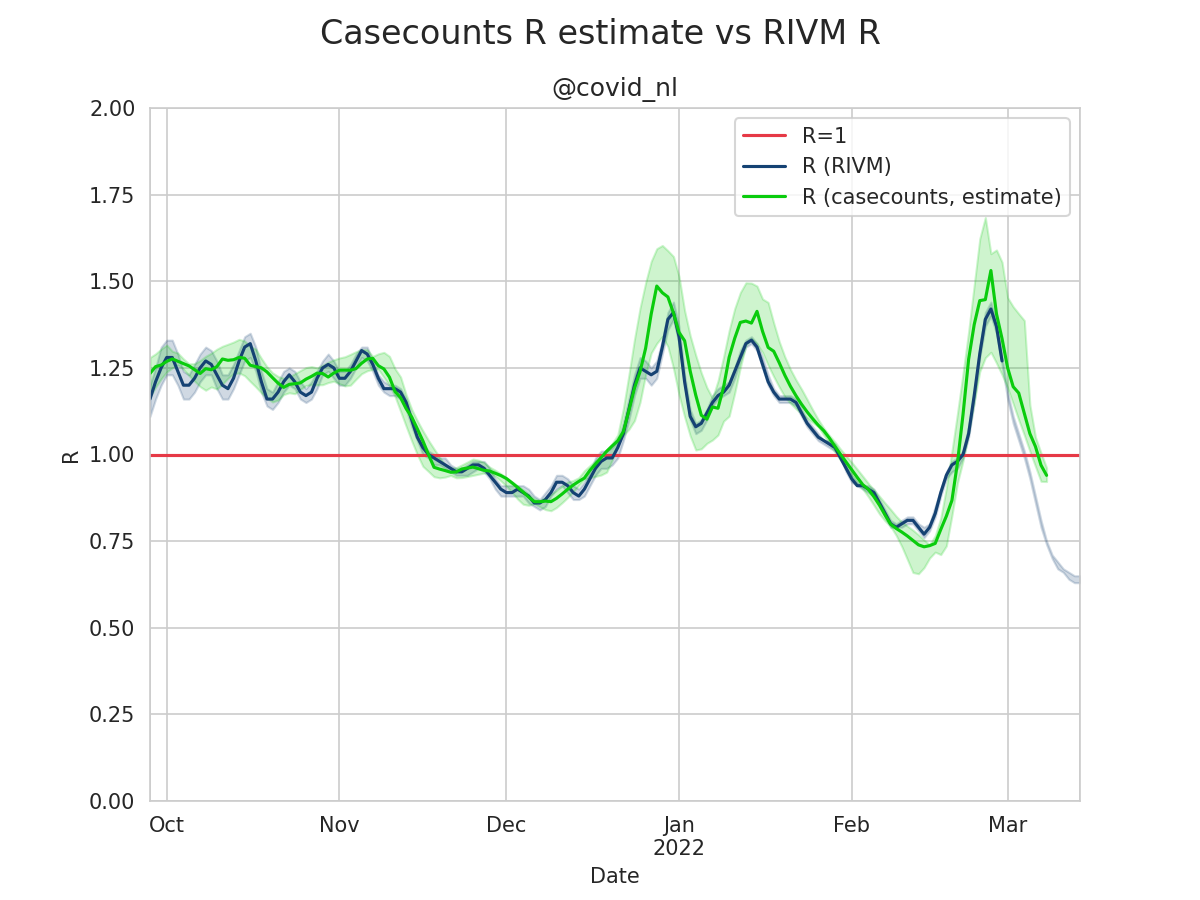 Casecounts R estimate vs RIVM R
@covid_nl
R=1
R (RIVM)
R (casecounts, estimate)
2.00
1.75
1.50
1.25
1.00
0.75
0.50
0.25
0.00
R
Oct Nov Dec Jan Feb Mar
2022
Date